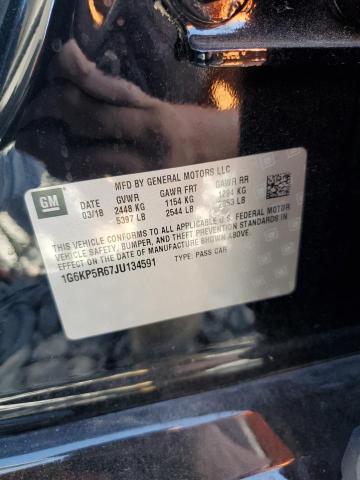 GM
MFD BY GENERAL MOTORS LLC
DATE GVWR GAWR FRT GAWR RR
03/18 2448 KG 1154 KG 1294 KG
5397 LB 2544 LB 2853 LB
THIS VEHICLE CONFORMS TO ALL APPLICABLE U.S. FEDERAL MOTOR
VEHICLE SAFETY, BUMPER, AND THEFT PREVENTION STANDARDS
IN EFFECT ON THE DATE OF MANUFACTURE SHOWN ABOVE.
1G6KP5R67JU134591 TYPE: PASS CAR